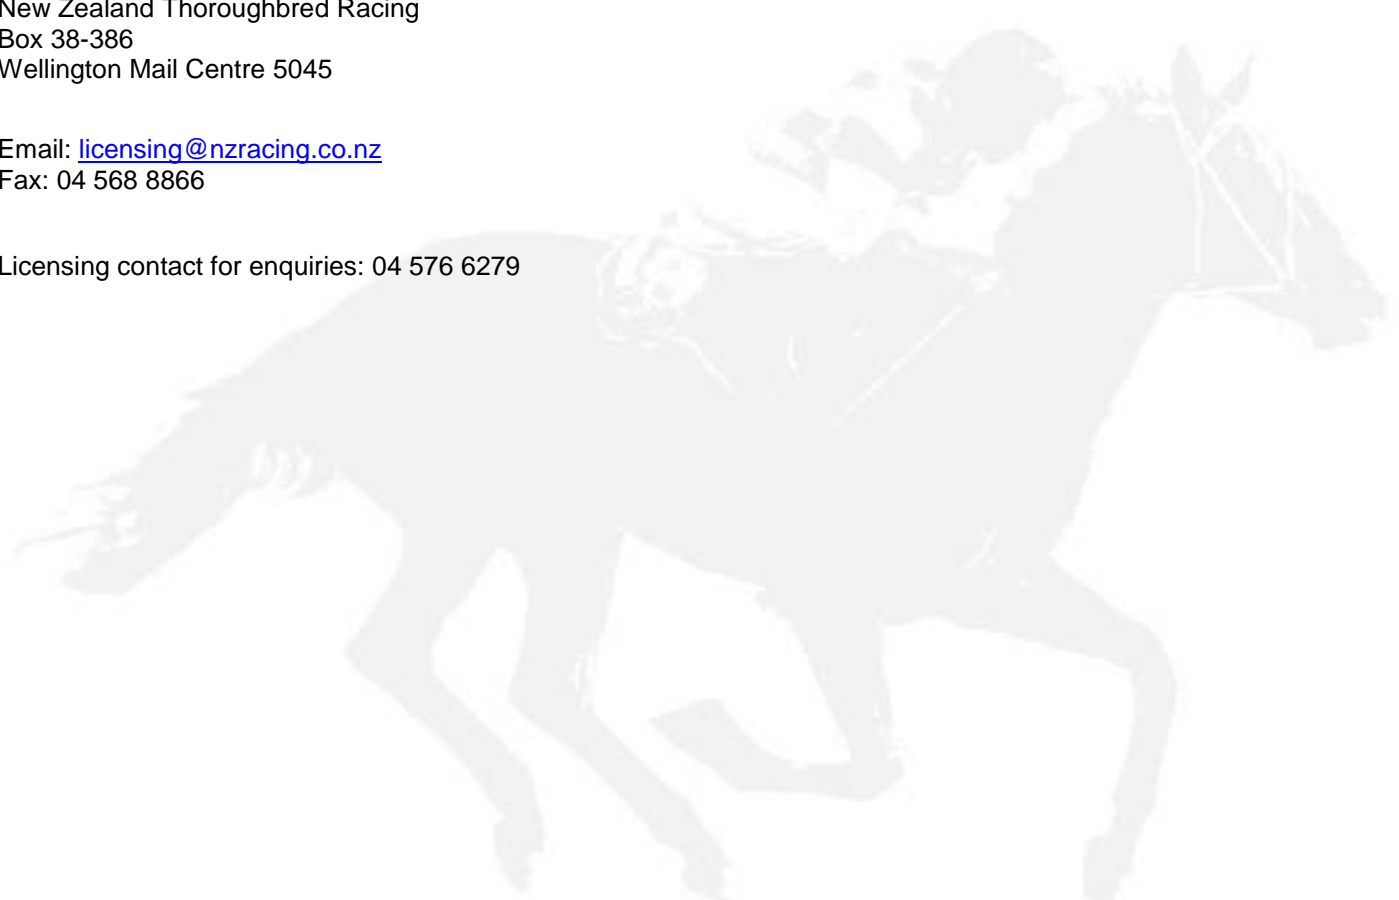 New Zealand Thoroughbred Racing
Box 38-386
Wellington Mail Centre 5045
Email: licensing@nzracing.co.nz
Fax: 04 568 8866
Licensing contact for enquiries: 04 576 6279